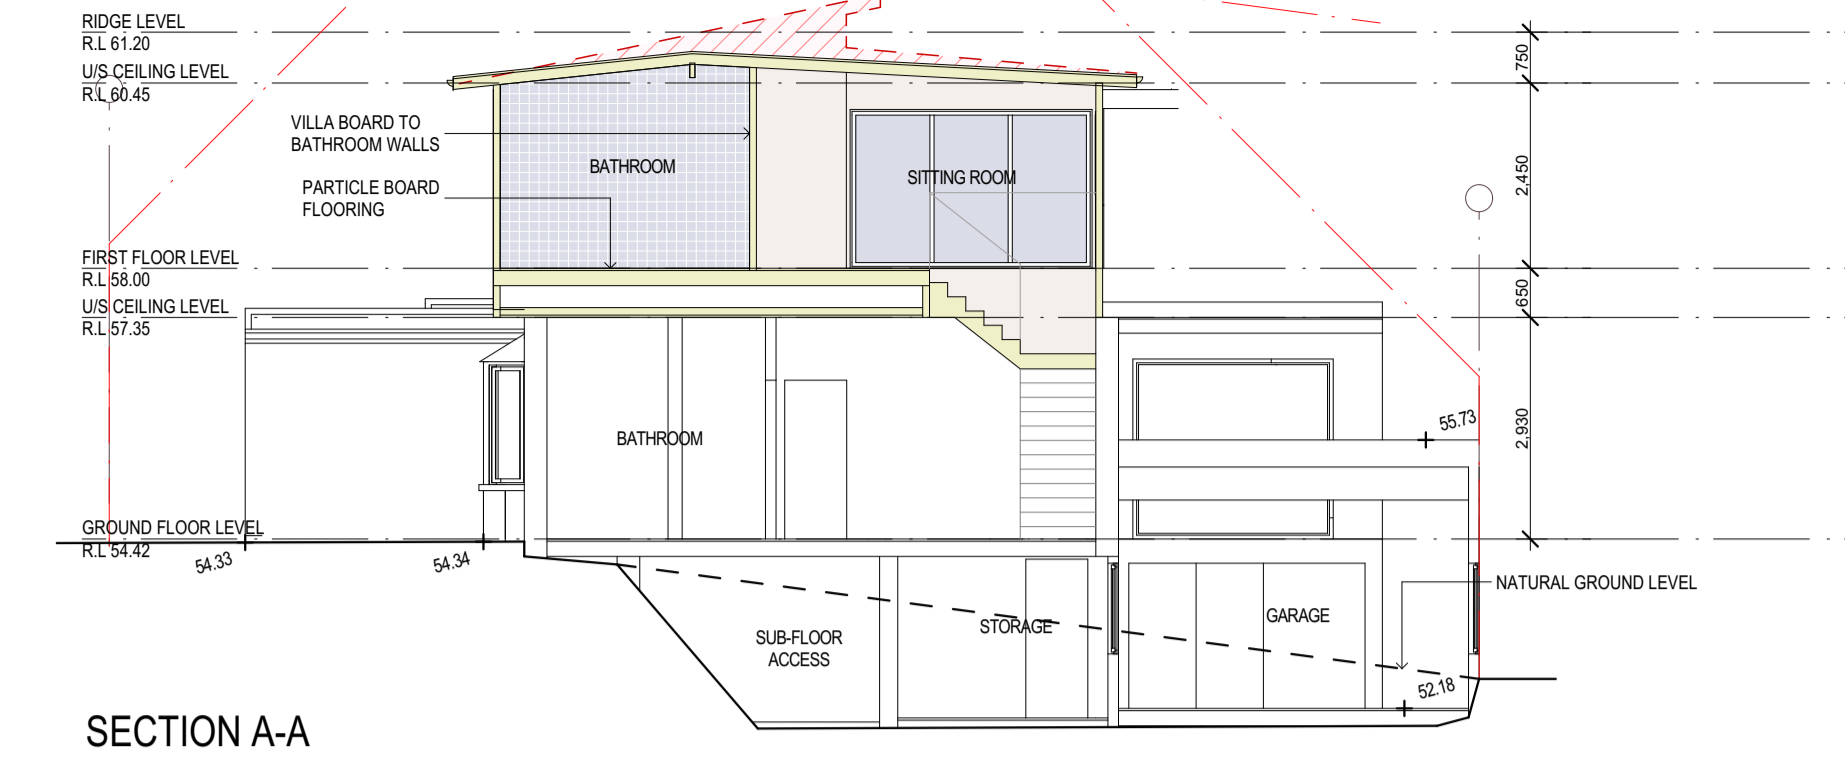 RIDGE LEVEL
R.L 61.20
U/S CEILING LEVEL
R.L 60.45
750
VILLA BOARD TO
BATHROOM WALLS
BATHROOM
SITTING ROOM
2,450
PARTICLE BOARD
FLOORING
FIRST FLOOR LEVEL
R.L 58.00
U/S CEILING LEVEL
R.L 57.35
650
BATHROOM
55.73
2,930
GROUND FLOOR LEVEL
R.L 54.42
54.33
54.34
NATURAL GROUND LEVEL
SUB-FLOOR
ACCESS
STORAGE
GARAGE
52.18
SECTION A-A